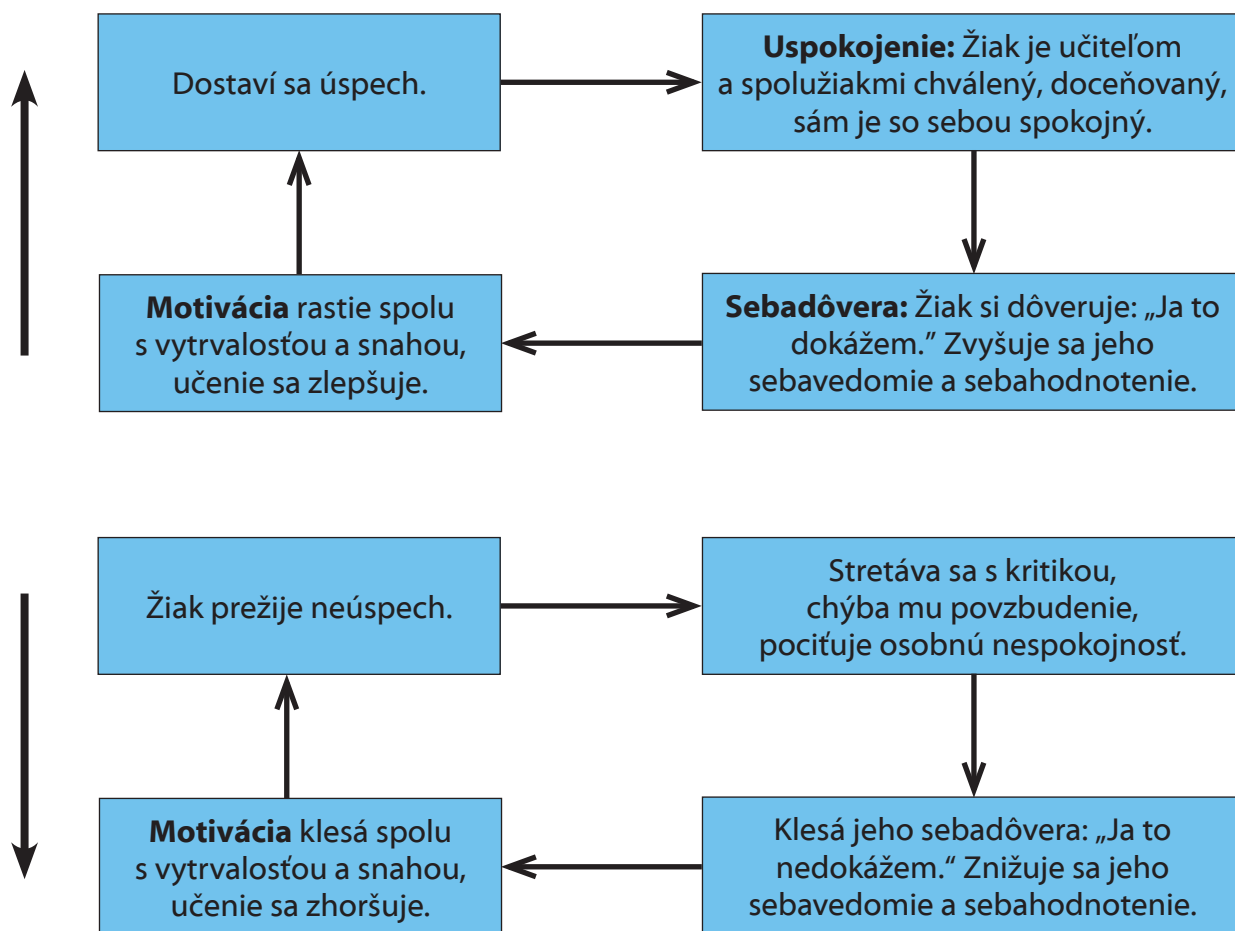 Dostaví sa úspech.
Uspokojenie: Žiak je učiteľom
a spolužiakmi chválený, doceňovaný,
sám je so sebou spokojný.
Motivácia rastie spolu
s vytrvalosťou a snahou,
učenie sa zlepšuje.
Sebadôvera: Žiak si dôveruje: „Ja to
dokážem.” Zvyšuje sa jeho
sebavedomie a sebahodnotenie.
Žiak prežije neúspech.
Stretáva sa s kritikou,
chýba mu povzbudenie,
pociťuje osobnú nespokojnosť.
Motivácia klesá spolu
s vytrvalosťou a snahou,
učenie sa zhoršuje.
Klesá jeho sebadôvera: „Ja to
nedokážem.“ Znižuje sa jeho
sebavedomie a sebahodnotenie.